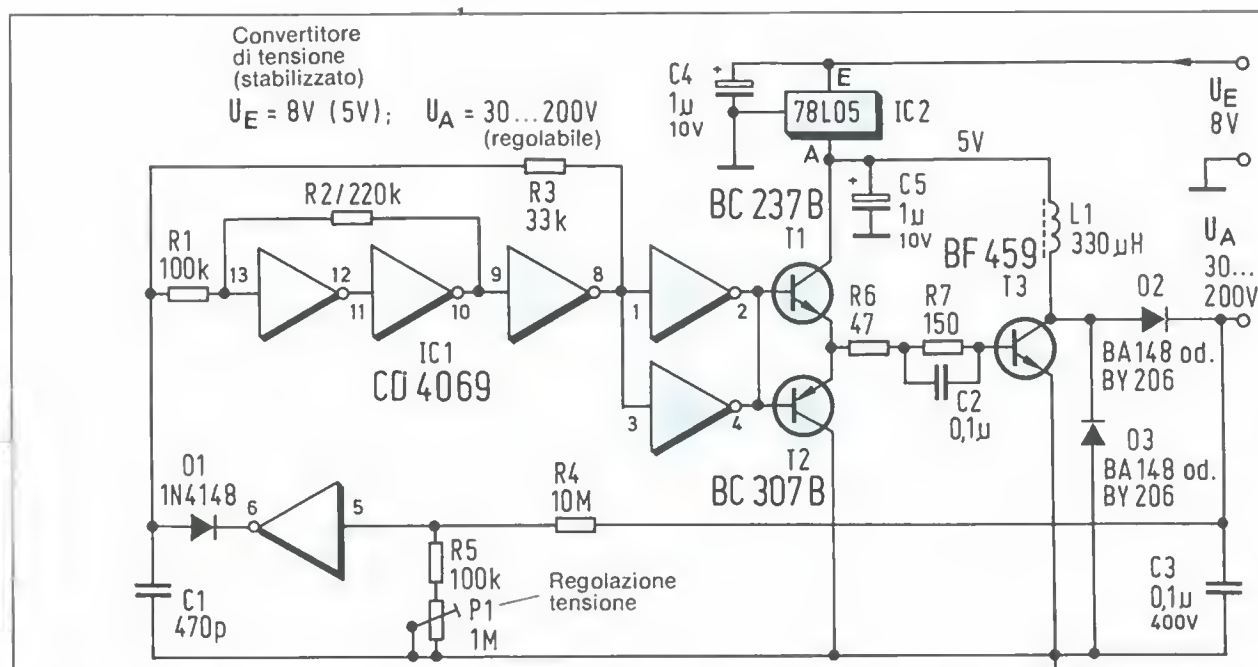 Convertitore
di tensione
(stabilizzato)
U_E = 8V (5V); U_A = 30...200V
(regolabile)
C4
1µ
10V
+
E
78L05
IC2
A
5V
U_E
8V
R3
33k
R2/220k
R1
100k
13
12
11
10
9
8
IC1
CD 4069
1
2
3
4
BC 237B
T1
+
C5
1µ
10V
L1
330µH
BF 459
T3
U_A
30...
200V
R6
47
R7
150
C2
0,1µ
D2
BA148 od.
BY 206
T2
BC 307B
D3
BA148 od.
BY 206
D1
1N4148
6
5
R4
10M
R5
100k
P1
1M
Regolazione
tensione
C1
470p
C3
0,1µ
400V